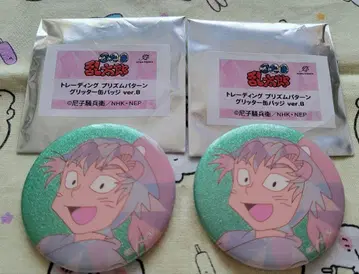 忍たま乱太郎
トレーディング プリズムパターン
グリッター缶バッジ ver.B
©尼子騒兵衛/NHK・NEP
忍たま乱太郎
トレーディング プリズムパターン
グリッター缶バッジ ver.B
©尼子騒兵衛/NHK・NEP